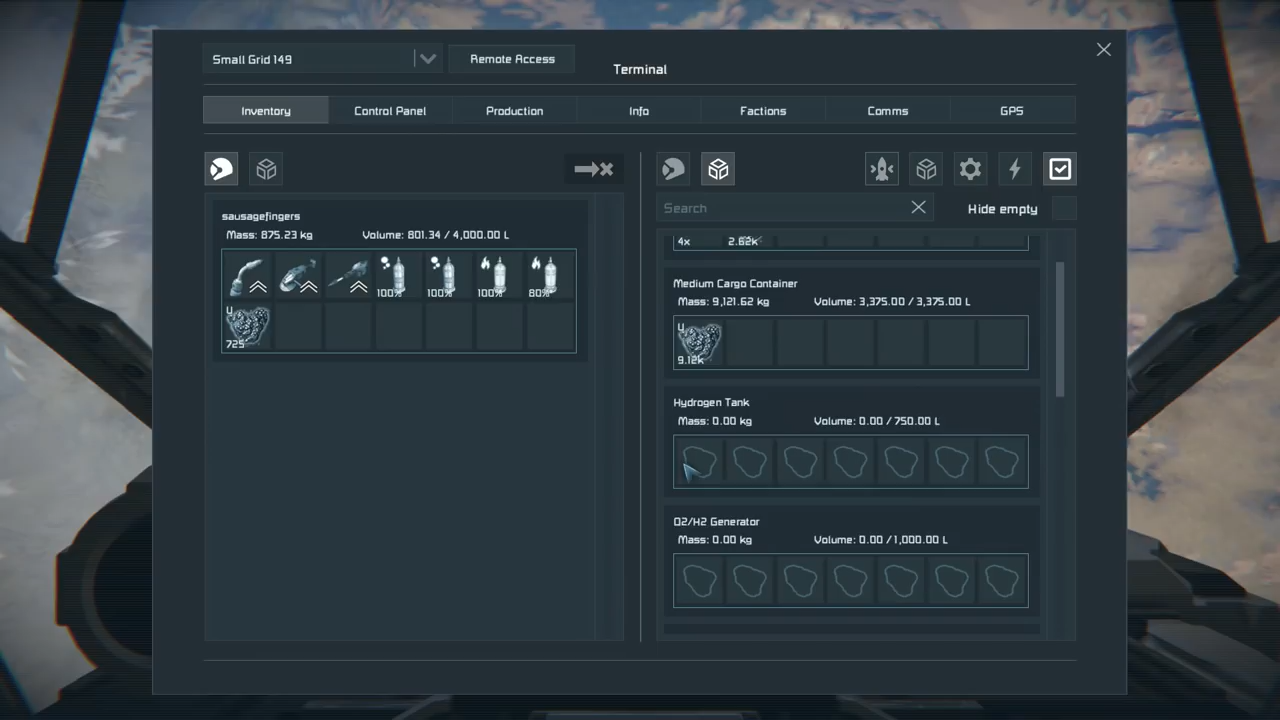 Small Grid 149
Remote Access
Terminal
Inventory
Control Panel
Production
Info
Factions
Comms
GPS
Search
Hide empty
sausagefingers
Mass: 875.23 kg
Volume: 801.34 / 4,000.00 L
100%
100%
100%
80%
U
725
4x
2.62k
Medium Cargo Container
Mass: 9,121.62 kg
Volume: 3,375.00 / 3,375.00 L
U
9.12k
Hydrogen Tank
Mass: 0.00 kg
Volume: 0.00 / 750.00 L
O2/H2 Generator
Mass: 0.00 kg
Volume: 0.00 / 1,000.00 L